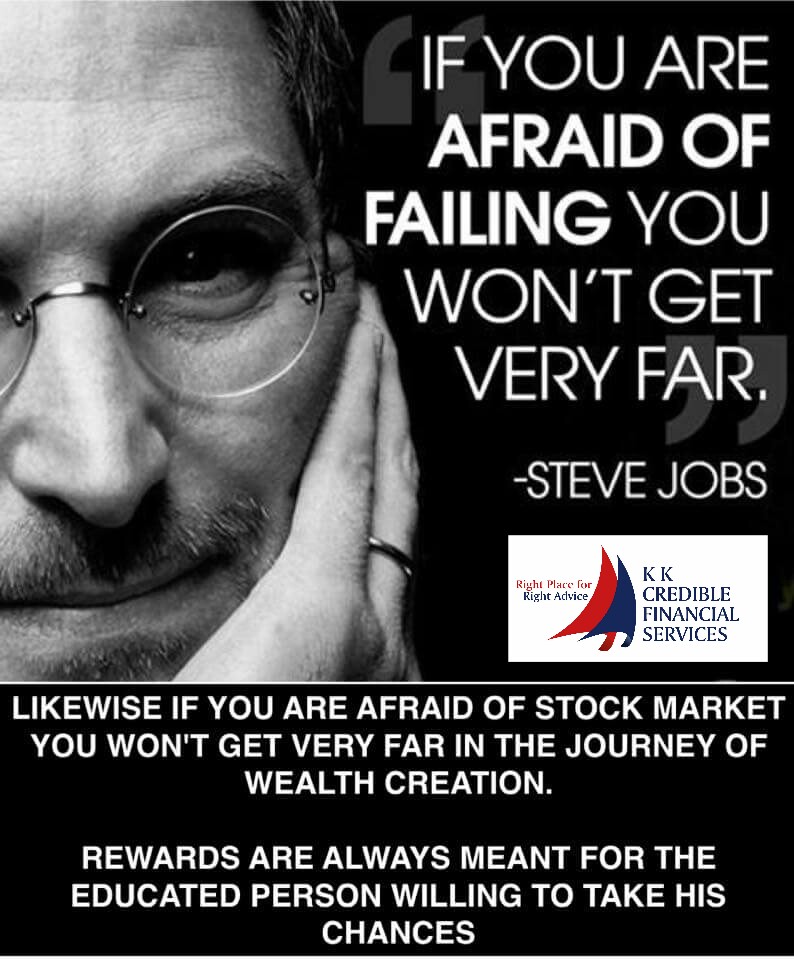 “IF YOU ARE
AFRAID OF
FAILING YOU
WON'T GET
VERY FAR.”
-STEVE JOBS
Right Place for
Right Advice
K K
CREDIBLE
FINANCIAL
SERVICES
LIKEWISE IF YOU ARE AFRAID OF STOCK MARKET
YOU WON'T GET VERY FAR IN THE JOURNEY OF
WEALTH CREATION.
REWARDS ARE ALWAYS MEANT FOR THE
EDUCATED PERSON WILLING TO TAKE HIS
CHANCES